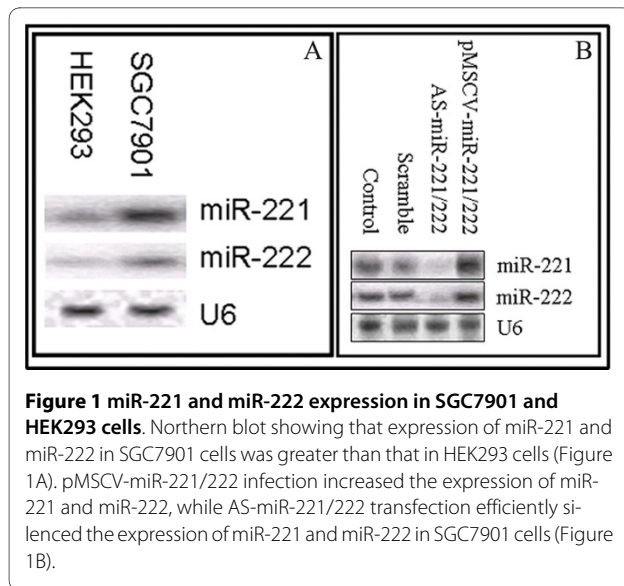 A
HEK293
SGC7901
miR-221
miR-222
U6
B
Control
Scramble
AS-miR-221/222
pMSCV-miR-221/222
miR-221
miR-222
U6
Figure 1 miR-221 and miR-222 expression in SGC7901 and
HEK293 cells. Northern blot showing that expression of miR-221 and
miR-222 in SGC7901 cells was greater than that in HEK293 cells (Figure
1A). pMSCV-miR-221/222 infection increased the expression of miR-
221 and miR-222, while AS-miR-221/222 transfection efficiently si-
lenced the expression of miR-221 and miR-222 in SGC7901 cells (Figure
1B).